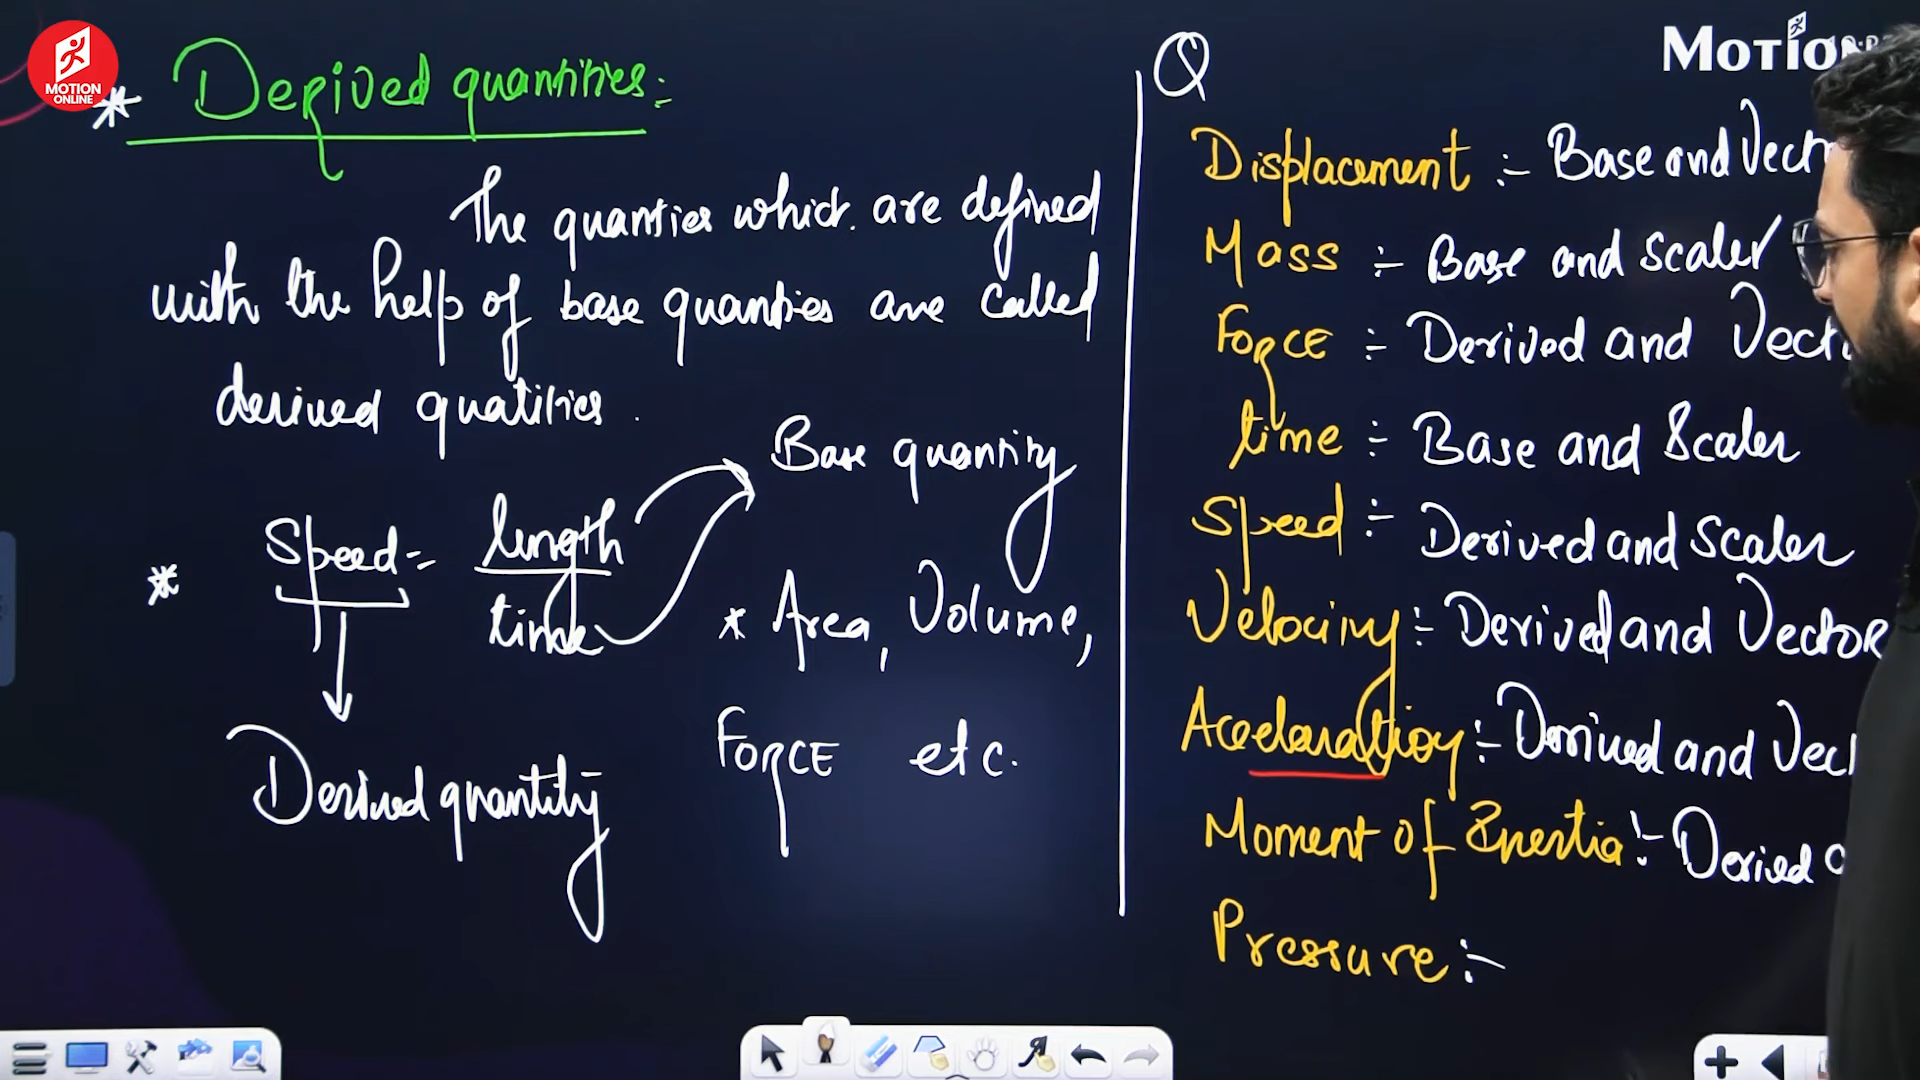 MOTION
ONLINE
* Derived quantities:
The quanties which are defined
with the help of base quanties are called
derived quatities.
Base quantity
* Speed = length
time
* Area, Volume,
Force etc.
Derived quantity
Q
MOTION
Displacement :- Base and Vect
Mass :- Base and scaler
Force :- Derived and Vect
time :- Base and Scaler
Speed :- Derived and Scaler
Velocity :- Derived and Vector
Acceleration :- Derived and Vect
Moment of Inertia :- Derived
Pressure :-